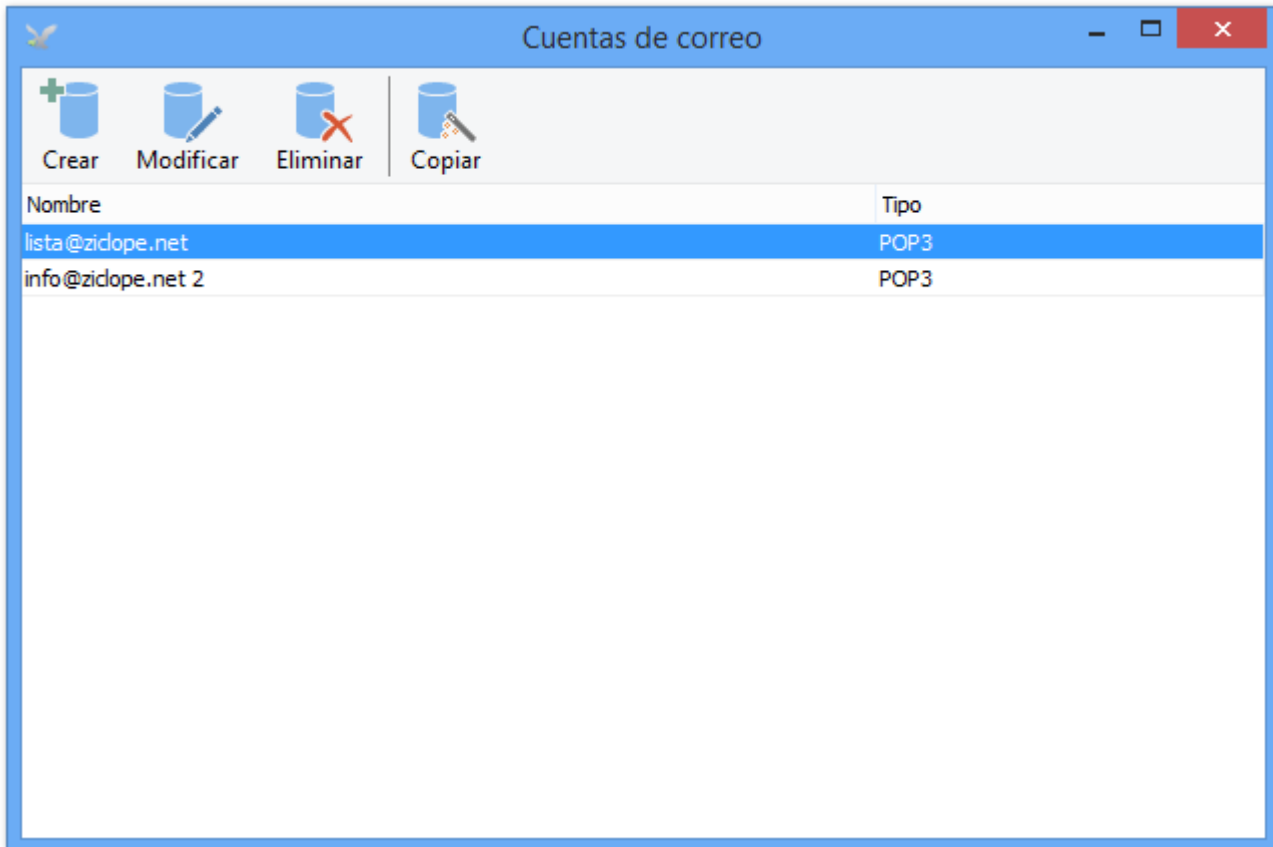 Cuentas de correo
Crear Modificar Eliminar Copiar
Nombre Tipo
lista@ziclope.net POP3
info@ziclope.net 2 POP3